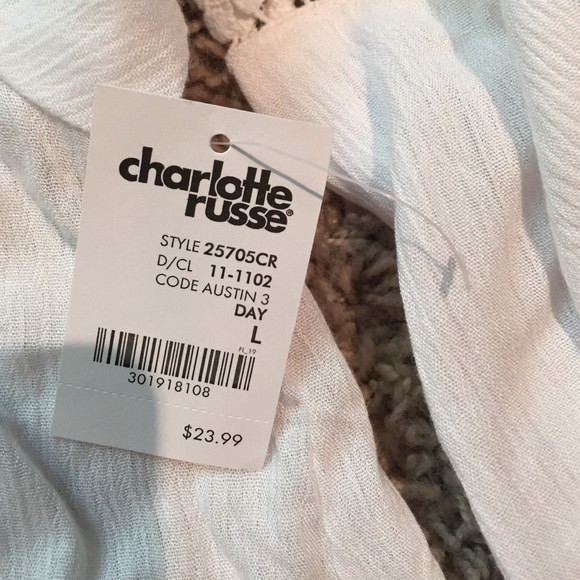 charlotte
russe®
STYLE 25705CR
D/CL 11-1102
CODE AUSTIN 3
DAY
L
FL_19
301918108
$23.99